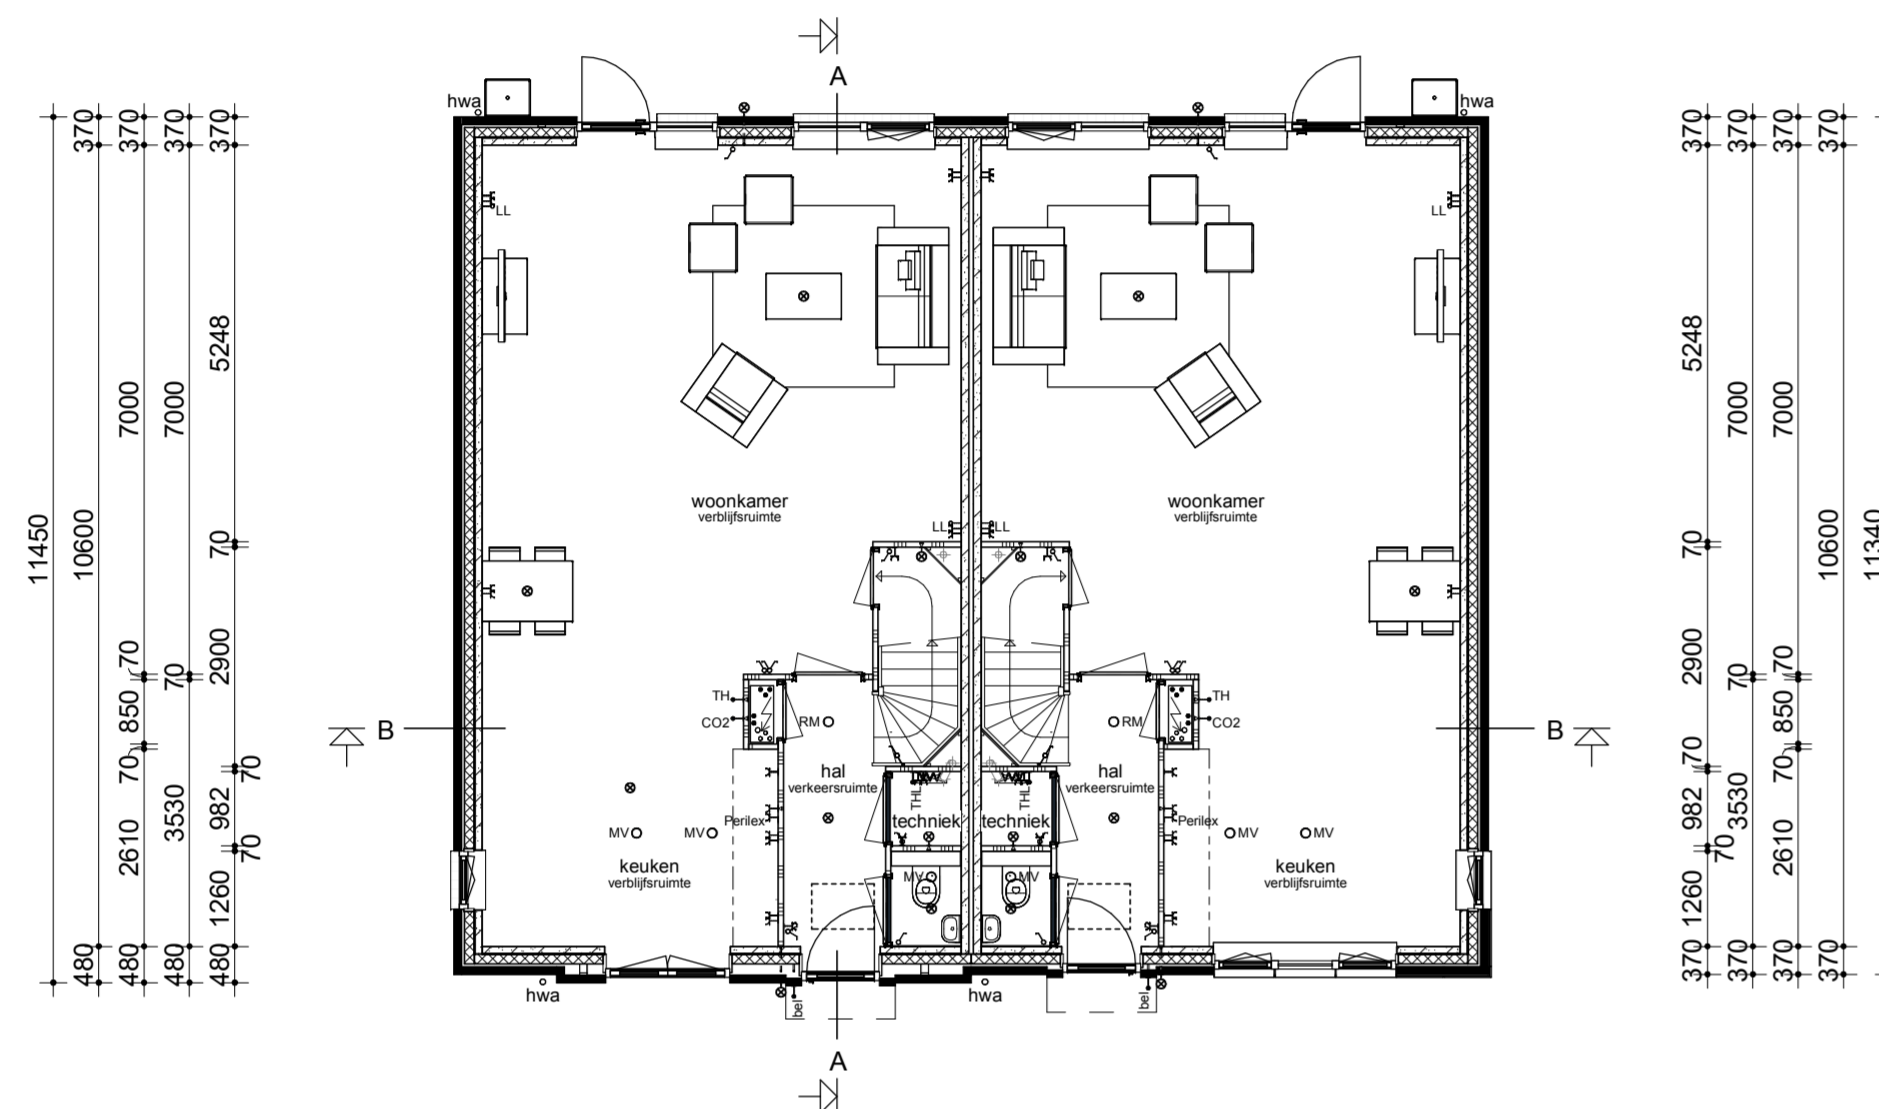 A
hwa
hwa
370
370
370
370
370
370
370
370
LL
LL
5248
7000
7000
5248
7000
7000
woonkamer
verblijfsruimte
woonkamer
verblijfsruimte
LL
LL
11450
10600
70
70
10600
11340
70
70
2900
2900
70
70
850
TH
CO2
RM
RM
TH
CO2
850
B
B
70
70
70
70
hal
verkeersruimte
hal
verkeersruimte
THL
THL
3530
982
982
3530
MV
MV
Perilex
techniek
techniek
Perilex
MV
MV
2610
70
70
2610
keuken
verblijfsruimte
keuken
verblijfsruimte
MV
MV
1260
1260
480
480
480
480
370
370
370
370
hwa
bel
hwa
bel
A